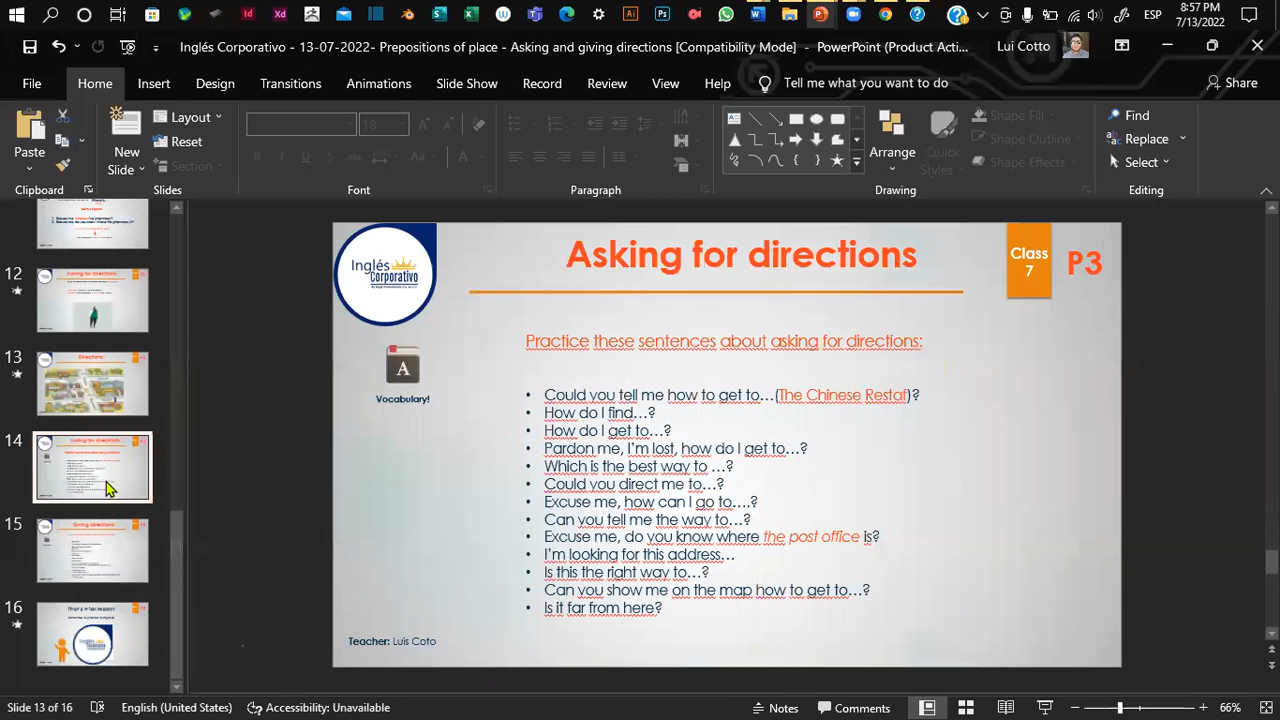 8:57 PM
ESP
7/13/2022
Inglés Corporativo - 13-07-2022- Prepositions of place - Asking and giving directions [Compatibility Mode] - PowerPoint (Product Acti...
Lui Cotto
File Home Insert Design Transitions Animations Slide Show Record Review View Help Tell me what you want to do Share
Paste
New Slide
Layout
Reset
Section
16
Arrange
Quick Styles
Shape Fill
Shape Outline
Shape Effects
Find
Replace
Select
Clipboard Slides Font Paragraph Drawing Editing
12
Asking for directions
13
Directions
14
Asking for directions
15
Giving directions
16
Inglés Corporativo
Asking for directions
Class 7
P3
Practice these sentences about asking for directions:
A
Vocabulary!
• Could you tell me how to get to…(The Chinese Restaf)?
• How do I find…?
• How do I get to…?
• Pardon me, I'm lost, how do I get to…?
• Which is the best way to …?
• Could you direct me to…?
• Excuse me, how can I go to…?
• Can you tell me the way to…?
• Excuse me, do you know where the post office is?
• I'm looking for this address…
• Is this the right way to…?
• Can you show me on the map how to get to…?
• Is it far from here?
Teacher: Luis Coto
Slide 13 of 16 English (United States) Accessibility: Unavailable Notes Comments 66%